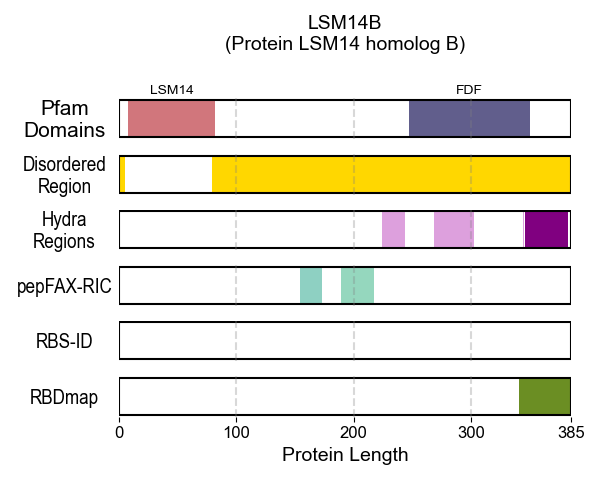 LSM14B
(Protein LSM14 homolog B)
LSM14 FDF
Pfam
Domains
Disordered
Region
Hydra
Regions
pepFAX-RIC
RBS-ID
RBDmap
0 100 200 300 385
Protein Length